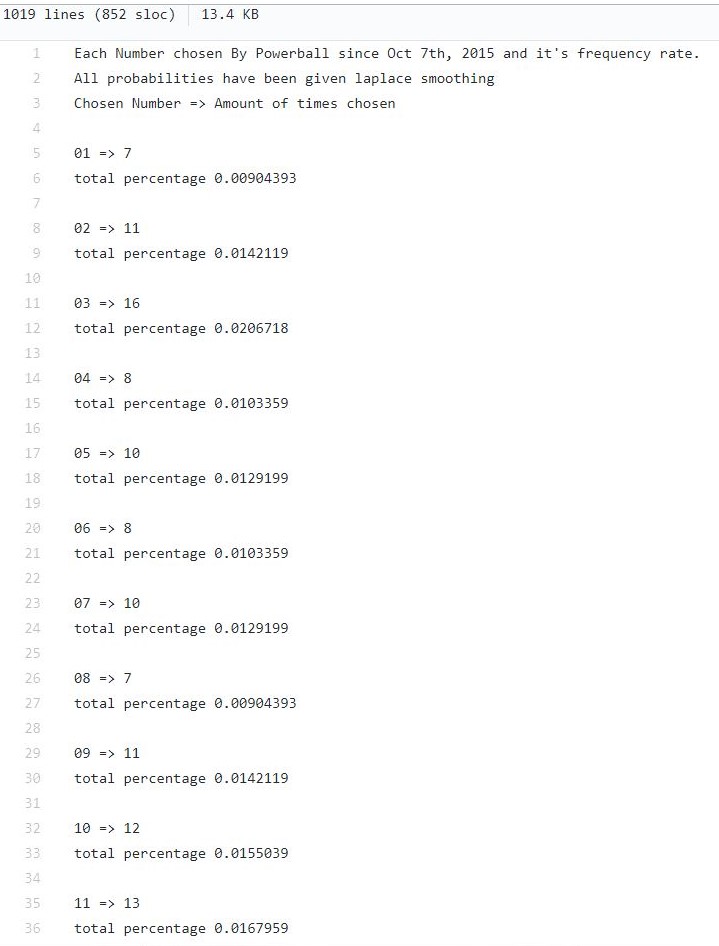 1019 lines (852 sloc) 13.4 KB
1 Each Number chosen By Powerball since Oct 7th, 2015 and it's frequency rate.
2 All probabilities have been given laplace smoothing
3 Chosen Number => Amount of times chosen
4
5 01 => 7
6 total percentage 0.00904393
7
8 02 => 11
9 total percentage 0.0142119
10
11 03 => 16
12 total percentage 0.0206718
13
14 04 => 8
15 total percentage 0.0103359
16
17 05 => 10
18 total percentage 0.0129199
19
20 06 => 8
21 total percentage 0.0103359
22
23 07 => 10
24 total percentage 0.0129199
25
26 08 => 7
27 total percentage 0.00904393
28
29 09 => 11
30 total percentage 0.0142119
31
32 10 => 12
33 total percentage 0.0155039
34
35 11 => 13
36 total percentage 0.0167959